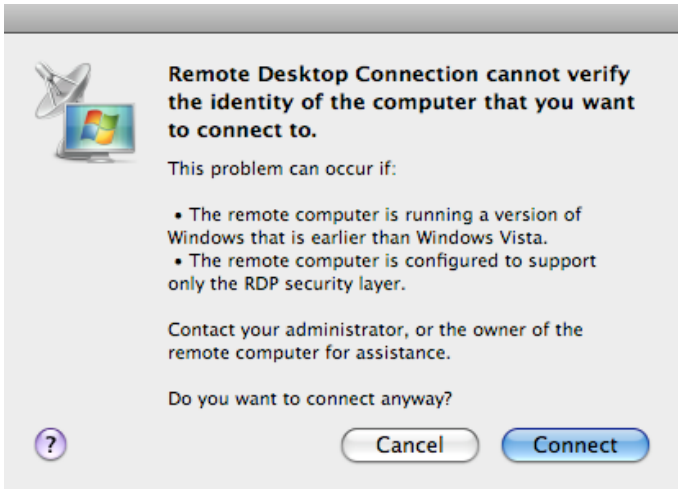 Remote Desktop Connection cannot verify
the identity of the computer that you want
to connect to.
This problem can occur if:
• The remote computer is running a version of
Windows that is earlier than Windows Vista.
• The remote computer is configured to support
only the RDP security layer.
Contact your administrator, or the owner of the
remote computer for assistance.
Do you want to connect anyway?
? Cancel Connect